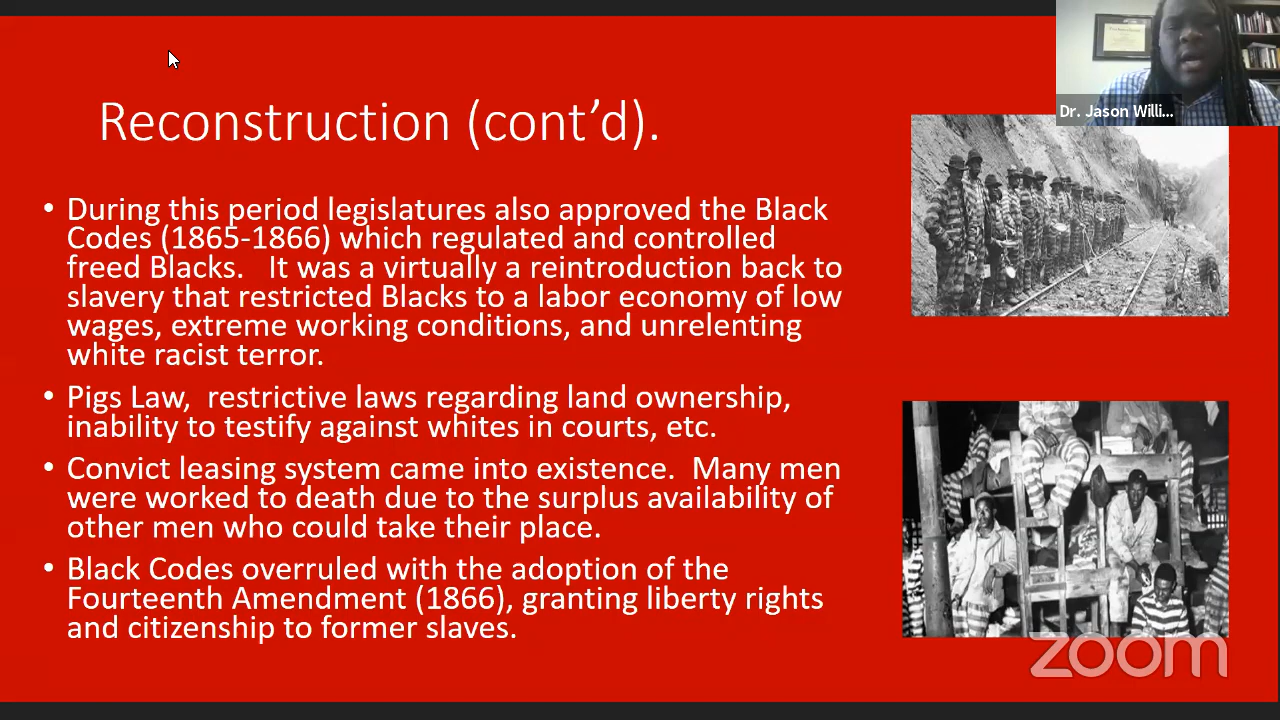 Reconstruction (cont’d).
Dr. Jason Willi...
• During this period legislatures also approved the Black
Codes (1865-1866) which regulated and controlled
freed Blacks.   It was a virtually a reintroduction back to
slavery that restricted Blacks to a labor economy of low
wages, extreme working conditions, and unrelenting
white racist terror.
• Pigs Law,  restrictive laws regarding land ownership,
inability to testify against whites in courts, etc.
• Convict leasing system came into existence.  Many men
were worked to death due to the surplus availability of
other men who could take their place.
• Black Codes overruled with the adoption of the
Fourteenth Amendment (1866), granting liberty rights
and citizenship to former slaves.
zoom